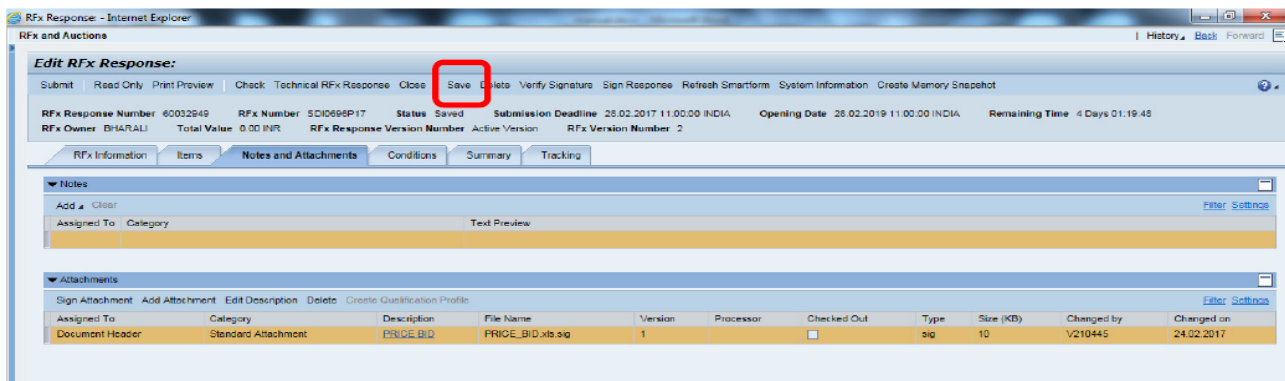 RFx Response: - Internet Explorer
RFx and Auctions
History Back Forward
Edit RFx Response:
Submit Read Only Print Preview Check Technical RFx Response Close Save Delete Verify Signature Sign Response Refresh Smartform System Information Create Memory Snapshot
RFx Response Number 60032949 RFx Number SDI0696P17 Status Saved Submission Deadline 28.02.2017 11:00:00 INDIA Opening Date 28.02.2019 11:00:00 INDIA Remaining Time 4 Days 01:19:48
RFx Owner BHARALI Total Value 0.00 INR RFx Response Version Number Active Version RFx Version Number 2
RFx Information Items Notes and Attachments Conditions Summary Tracking
Notes
Add Clear Filter Settings
Assigned To Category Text Preview
Attachments
Sign Attachment Add Attachment Edit Description Delete Create Qualification Profile Filter Settings
Assigned To Category Description File Name Version Processor Checked Out Type Size (KB) Changed by Changed on
Document Header Standard Attachment PRICE BID PRICE_BID.xls.sig 1 sig 10 V210445 24.02.2017